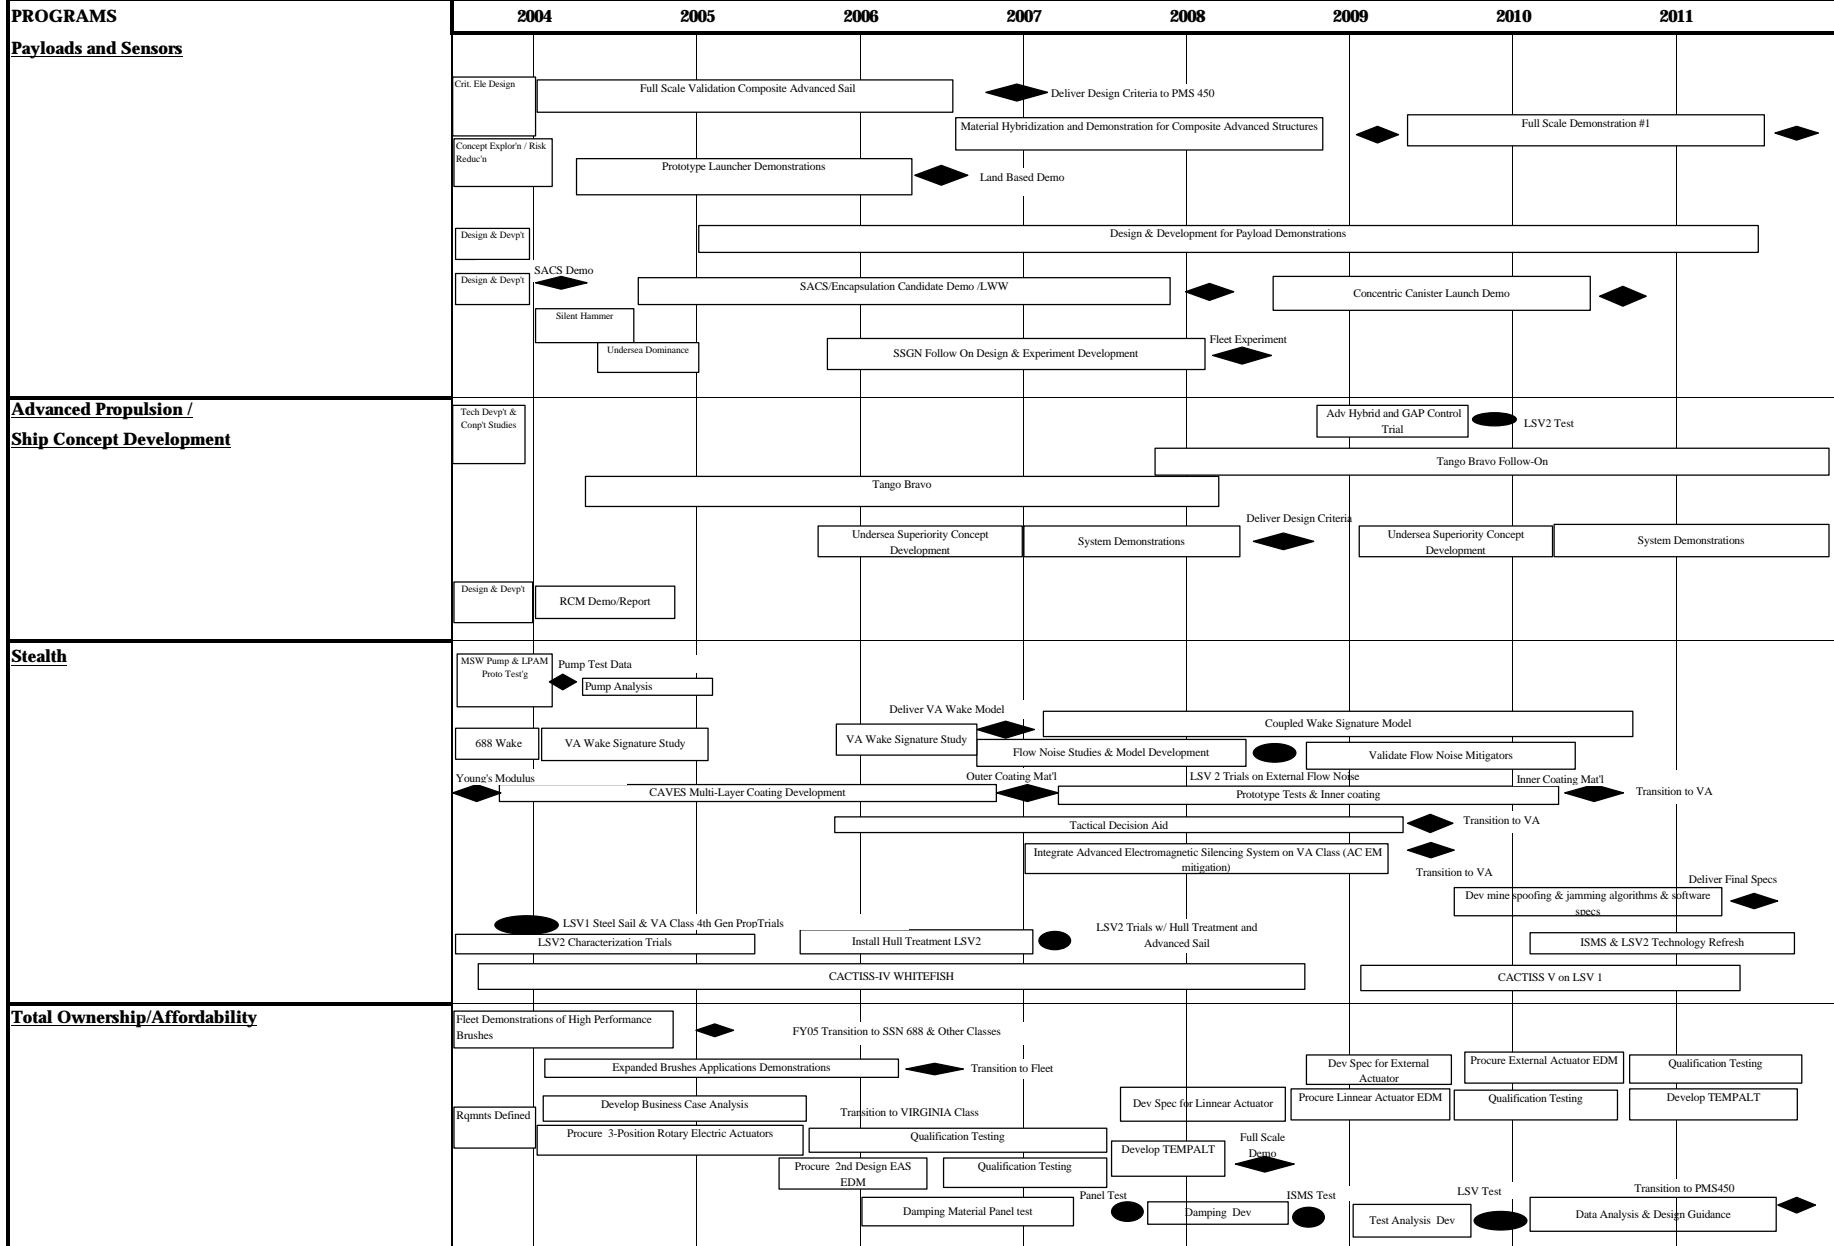 PROGRAMS 2004 2005 2006 2007 2008 2009 2010 2011
Payloads and Sensors
Crit. Ele Design
Full Scale Validation Composite Advanced Sail
Deliver Design Criteria to PMS 450
Material Hybridization and Demonstration for Composite Advanced Structures
Full Scale Demonstration #1
Concept Explor'n / Risk
Reduc'n
Prototype Launcher Demonstrations
Land Based Demo
Design & Devp't
Design & Development for Payload Demonstrations
SACS Demo
Design & Devp't
SACS/Encapsulation Candidate Demo /LWW
Concentric Canister Launch Demo
Silent Hammer
Undersea Dominance
SSGN Follow On Design & Experiment Development
Fleet Experiment
Advanced Propulsion /
Ship Concept Development
Tech Devp't &
Conp't Studies
Adv Hybrid and GAP Control
Trial
LSV2 Test
Tango Bravo Follow-On
Tango Bravo
Undersea Superiority Concept
Development
System Demonstrations
Deliver Design Criteria
Undersea Superiority Concept
Development
System Demonstrations
Design & Devp't
RCM Demo/Report
Stealth
MSW Pump & LPAM
Proto Test'g
Pump Test Data
Pump Analysis
Deliver VA Wake Model
Coupled Wake Signature Model
688 Wake
VA Wake Signature Study
VA Wake Signature Study
Flow Noise Studies & Model Development
Validate Flow Noise Mitigators
Young's Modulus
Outer Coating Mat'l
LSV 2 Trials on External Flow Noise
Inner Coating Mat'l
CAVES Multi-Layer Coating Development
Prototype Tests & Inner coating
Transition to VA
Tactical Decision Aid
Transition to VA
Integrate Advanced Electromagnetic Silencing System on VA Class (AC EM
mitigation)
Transition to VA
Deliver Final Specs
Dev mine spoofing & jamming algorithms & software
specs
LSV1 Steel Sail & VA Class 4th Gen PropTrials
LSV2 Characterization Trials
Install Hull Treatment LSV2
LSV2 Trials w/ Hull Treatment and
Advanced Sail
ISMS & LSV2 Technology Refresh
CACTISS-IV WHITEFISH
CACTISS V on LSV 1
Total Ownership/Affordability
Fleet Demonstrations of High Performance
Brushes
FY05 Transition to SSN 688 & Other Classes
Expanded Brushes Applications Demonstrations
Transition to Fleet
Dev Spec for External
Actuator
Procure External Actuator EDM
Qualification Testing
Rqmnts Defined
Develop Business Case Analysis
Transition to VIRGINIA Class
Dev Spec for Linnear Actuator
Procure Linnear Actuator EDM
Qualification Testing
Develop TEMPALT
Procure  3-Position Rotary Electric Actuators
Qualification Testing
Develop TEMPALT
Full Scale
Demo
Procure  2nd Design EAS
EDM
Qualification Testing
Damping Material Panel test
Panel Test
Damping  Dev
ISMS Test
Test Analysis  Dev
LSV Test
Transition to PMS450
Data Analysis & Design Guidance